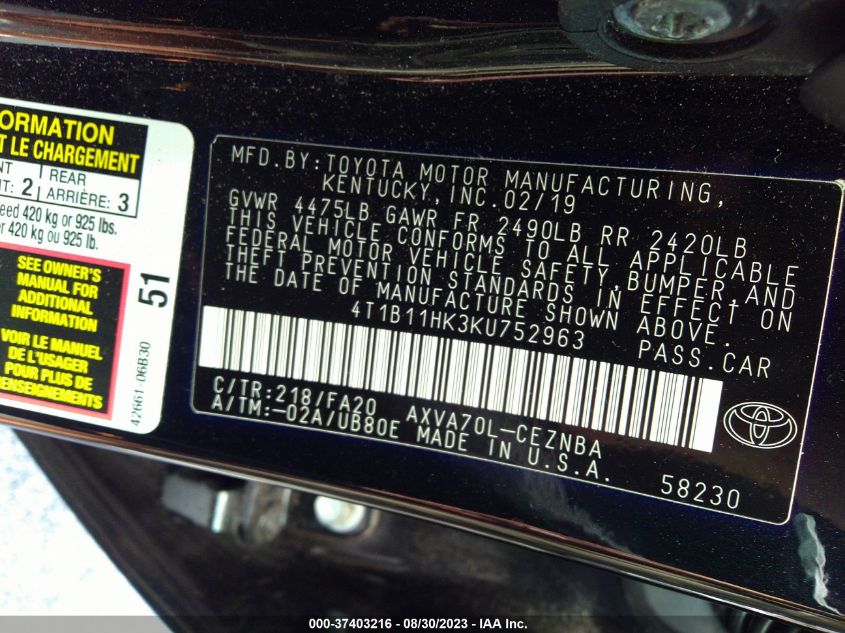 ORMATION
T LE CHARGEMENT
NT
REAR
IT: 2
ARRIÈRE: 3
eed 420 kg or 925 lbs.
r 420 kg ou 925 lb.
SEE OWNER'S
MANUAL FOR
ADDITIONAL
INFORMATION
VOIR LE MANUEL
DE L'USAGER
POUR PLUS DE
RENSEIGNEMENTS
51
42661-06B30
MFD.BY:TOYOTA MOTOR MANUFACTURING,
KENTUCKY,INC.02/19
GVWR 4475LB GAWR FR 2490LB RR 2420LB
THIS VEHICLE CONFORMS TO ALL APPLICABLE
FEDERAL MOTOR VEHICLE SAFETY,BUMPER,AND
THEFT PREVENTION STANDARDS IN EFFECT ON
THE DATE OF MANUFACTURE SHOWN ABOVE.
4T1B11HK3KU752963 PASS.CAR
C/TR:218/FA20 AXVA70L-CEZNBA
A/TM:-02A/UB80E MADE IN U.S.A.
58230
000-37403216 - 08/30/2023 - IAA Inc.